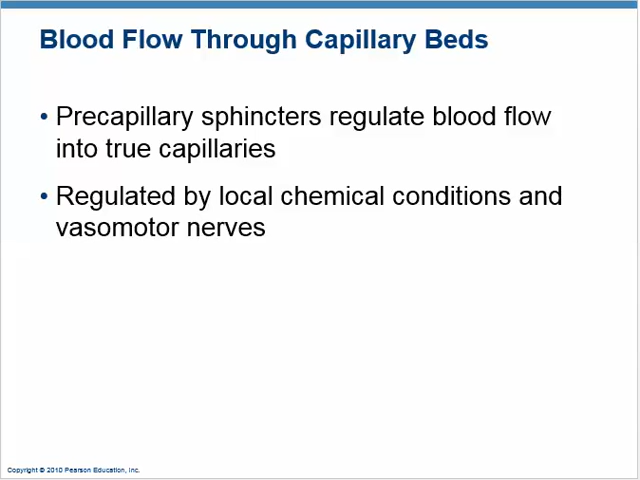 Blood Flow Through Capillary Beds
• Precapillary sphincters regulate blood flow
into true capillaries
• Regulated by local chemical conditions and
vasomotor nerves
Copyright © 2010 Pearson Education, Inc.